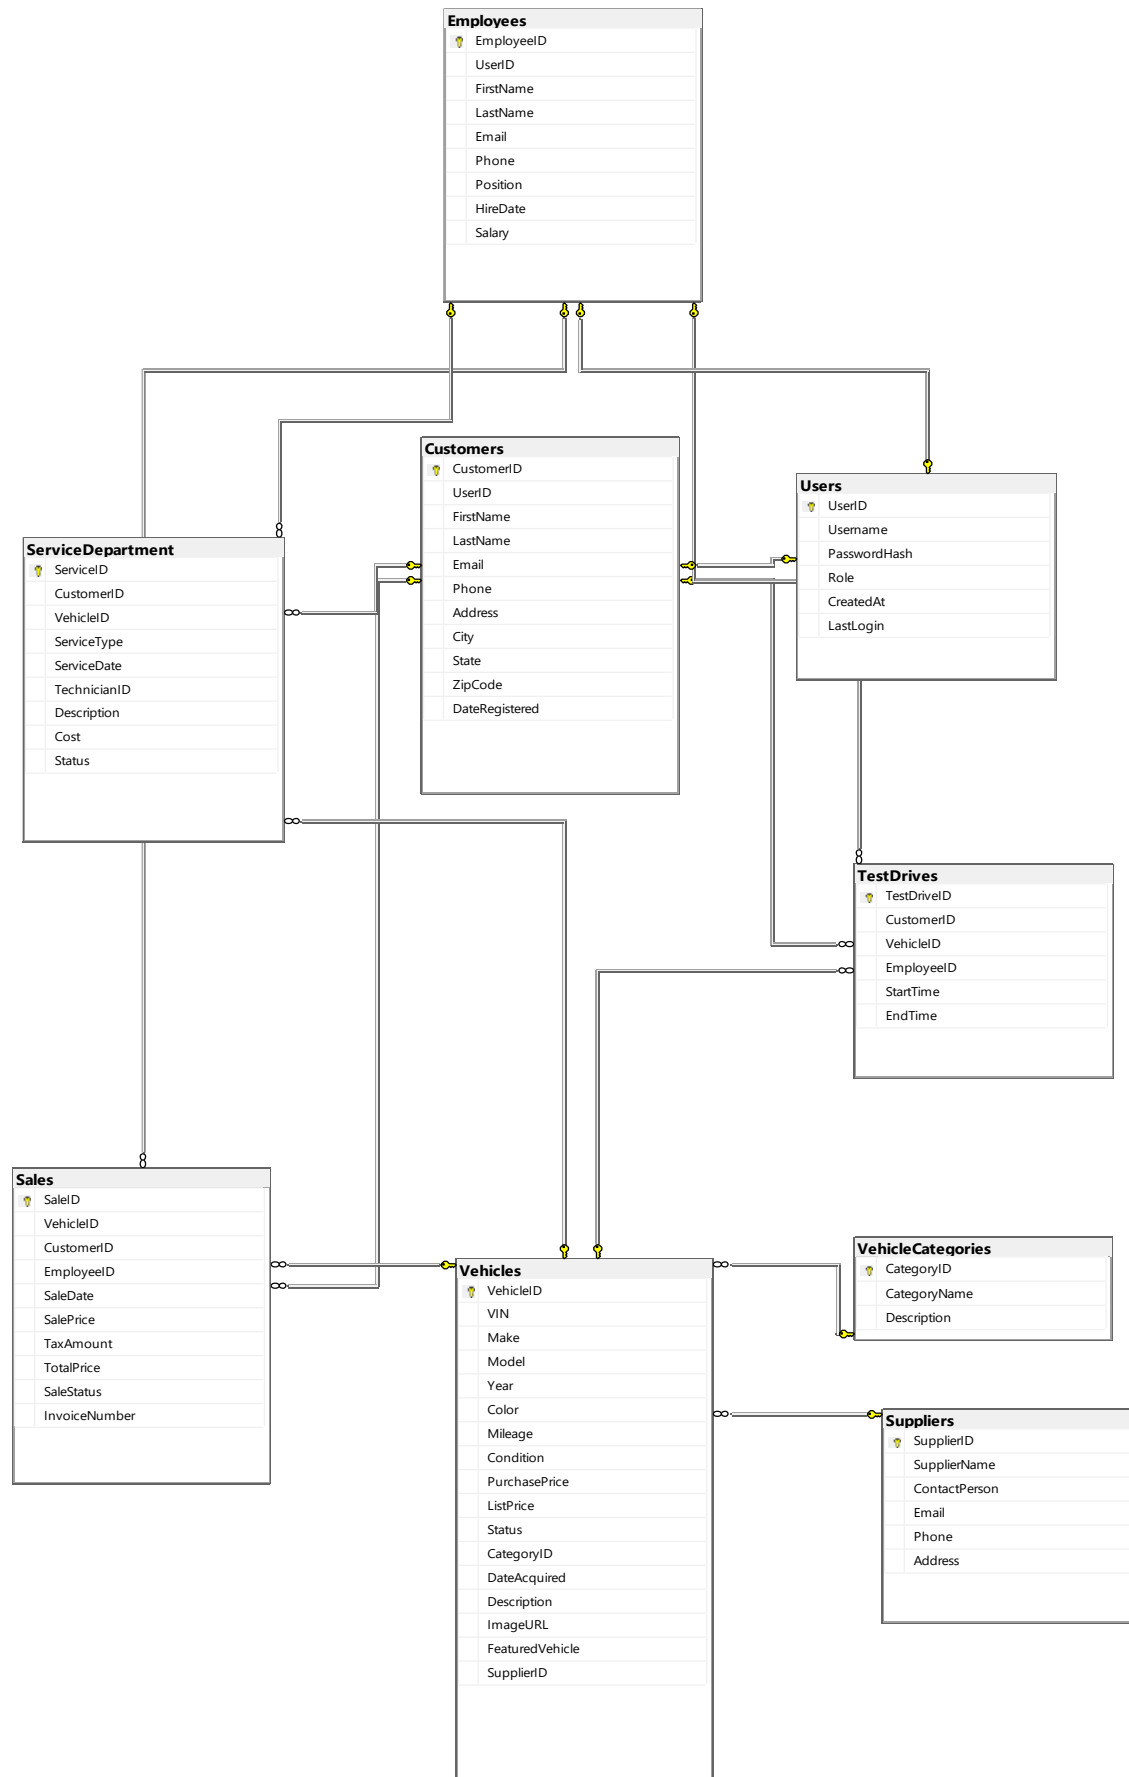 Employees
EmployeeID
UserID
FirstName
LastName
Email
Phone
Position
HireDate
Salary
Customers
CustomerID
UserID
FirstName
LastName
Email
Phone
Address
City
State
ZipCode
DateRegistered
Users
UserID
Username
PasswordHash
Role
CreatedAt
LastLogin
ServiceDepartment
ServiceID
CustomerID
VehicleID
ServiceType
ServiceDate
TechnicianID
Description
Cost
Status
TestDrives
TestDriveID
CustomerID
VehicleID
EmployeeID
StartTime
EndTime
Sales
SaleID
VehicleID
CustomerID
EmployeeID
SaleDate
SalePrice
TaxAmount
TotalPrice
SaleStatus
InvoiceNumber
Vehicles
VehicleID
VIN
Make
Model
Year
Color
Mileage
Condition
PurchasePrice
ListPrice
Status
CategoryID
DateAcquired
Description
ImageURL
FeaturedVehicle
SupplierID
VehicleCategories
CategoryID
CategoryName
Description
Suppliers
SupplierID
SupplierName
ContactPerson
Email
Phone
Address